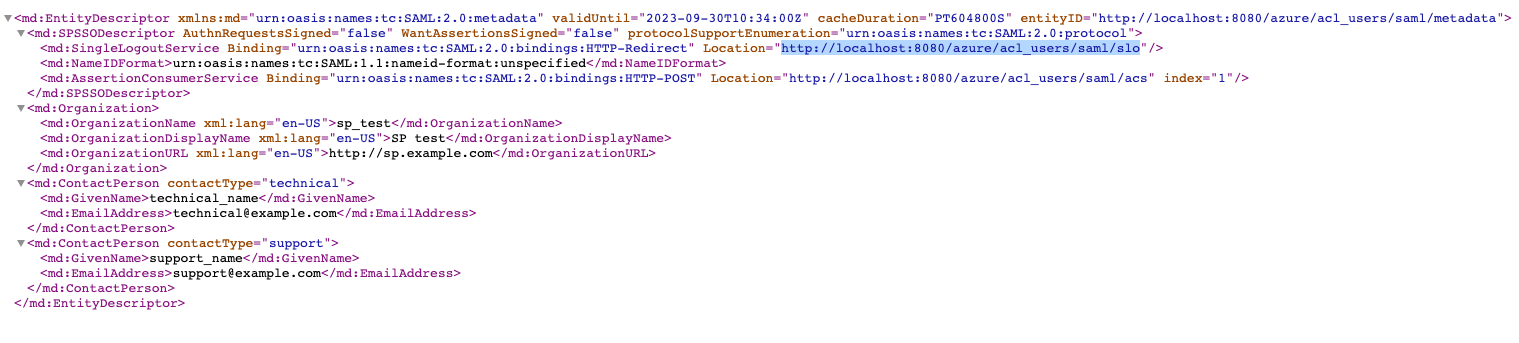 <md:EntityDescriptor xmlns:md="urn:oasis:names:tc:SAML:2.0:metadata" validUntil="2023-09-30T10:34:00Z" cacheDuration="PT604800S" entityID="http://localhost:8080/azure/acl_users/saml/metadata">
<md:SPSSODescriptor AuthnRequestsSigned="false" WantAssertionsSigned="false" protocolSupportEnumeration="urn:oasis:names:tc:SAML:2.0:protocol">
<md:SingleLogoutService Binding="urn:oasis:names:tc:SAML:2.0:bindings:HTTP-Redirect" Location="http://localhost:8080/azure/acl_users/saml/slo"/>
<md:NameIDFormat>urn:oasis:names:tc:SAML:1.1:nameid-format:unspecified</md:NameIDFormat>
<md:AssertionConsumerService Binding="urn:oasis:names:tc:SAML:2.0:bindings:HTTP-POST" Location="http://localhost:8080/azure/acl_users/saml/acs" index="1"/>
</md:SPSSODescriptor>
<md:Organization>
<md:OrganizationName xml:lang="en-US">sp_test</md:OrganizationName>
<md:OrganizationDisplayName xml:lang="en-US">SP test</md:OrganizationDisplayName>
<md:OrganizationURL xml:lang="en-US">http://sp.example.com</md:OrganizationURL>
</md:Organization>
<md:ContactPerson contactType="technical">
<md:GivenName>technical_name</md:GivenName>
<md:EmailAddress>technical@example.com</md:EmailAddress>
</md:ContactPerson>
<md:ContactPerson contactType="support">
<md:GivenName>support_name</md:GivenName>
<md:EmailAddress>support@example.com</md:EmailAddress>
</md:ContactPerson>
</md:EntityDescriptor>